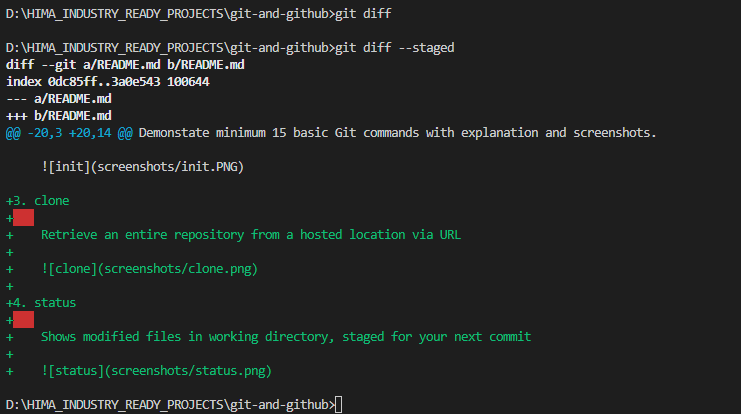 D:\HIMA_INDUSTRY_READY_PROJECTS\git-and-github>git diff
D:\HIMA_INDUSTRY_READY_PROJECTS\git-and-github>git diff --staged
diff --git a/README.md b/README.md
index 0dc85ff..3a0e543 100644
--- a/README.md
+++ b/README.md
@@ -20,3 +20,14 @@ Demonstate minimum 15 basic Git commands with explanation and screenshots.
![init](screenshots/init.PNG)
+3. clone
+
+    Retrieve an entire repository from a hosted location via URL
+
+    ![clone](screenshots/clone.png)
+
+4. status
+
+    Shows modified files in working directory, staged for your next commit
+
+    ![status](screenshots/status.png)
D:\HIMA_INDUSTRY_READY_PROJECTS\git-and-github>